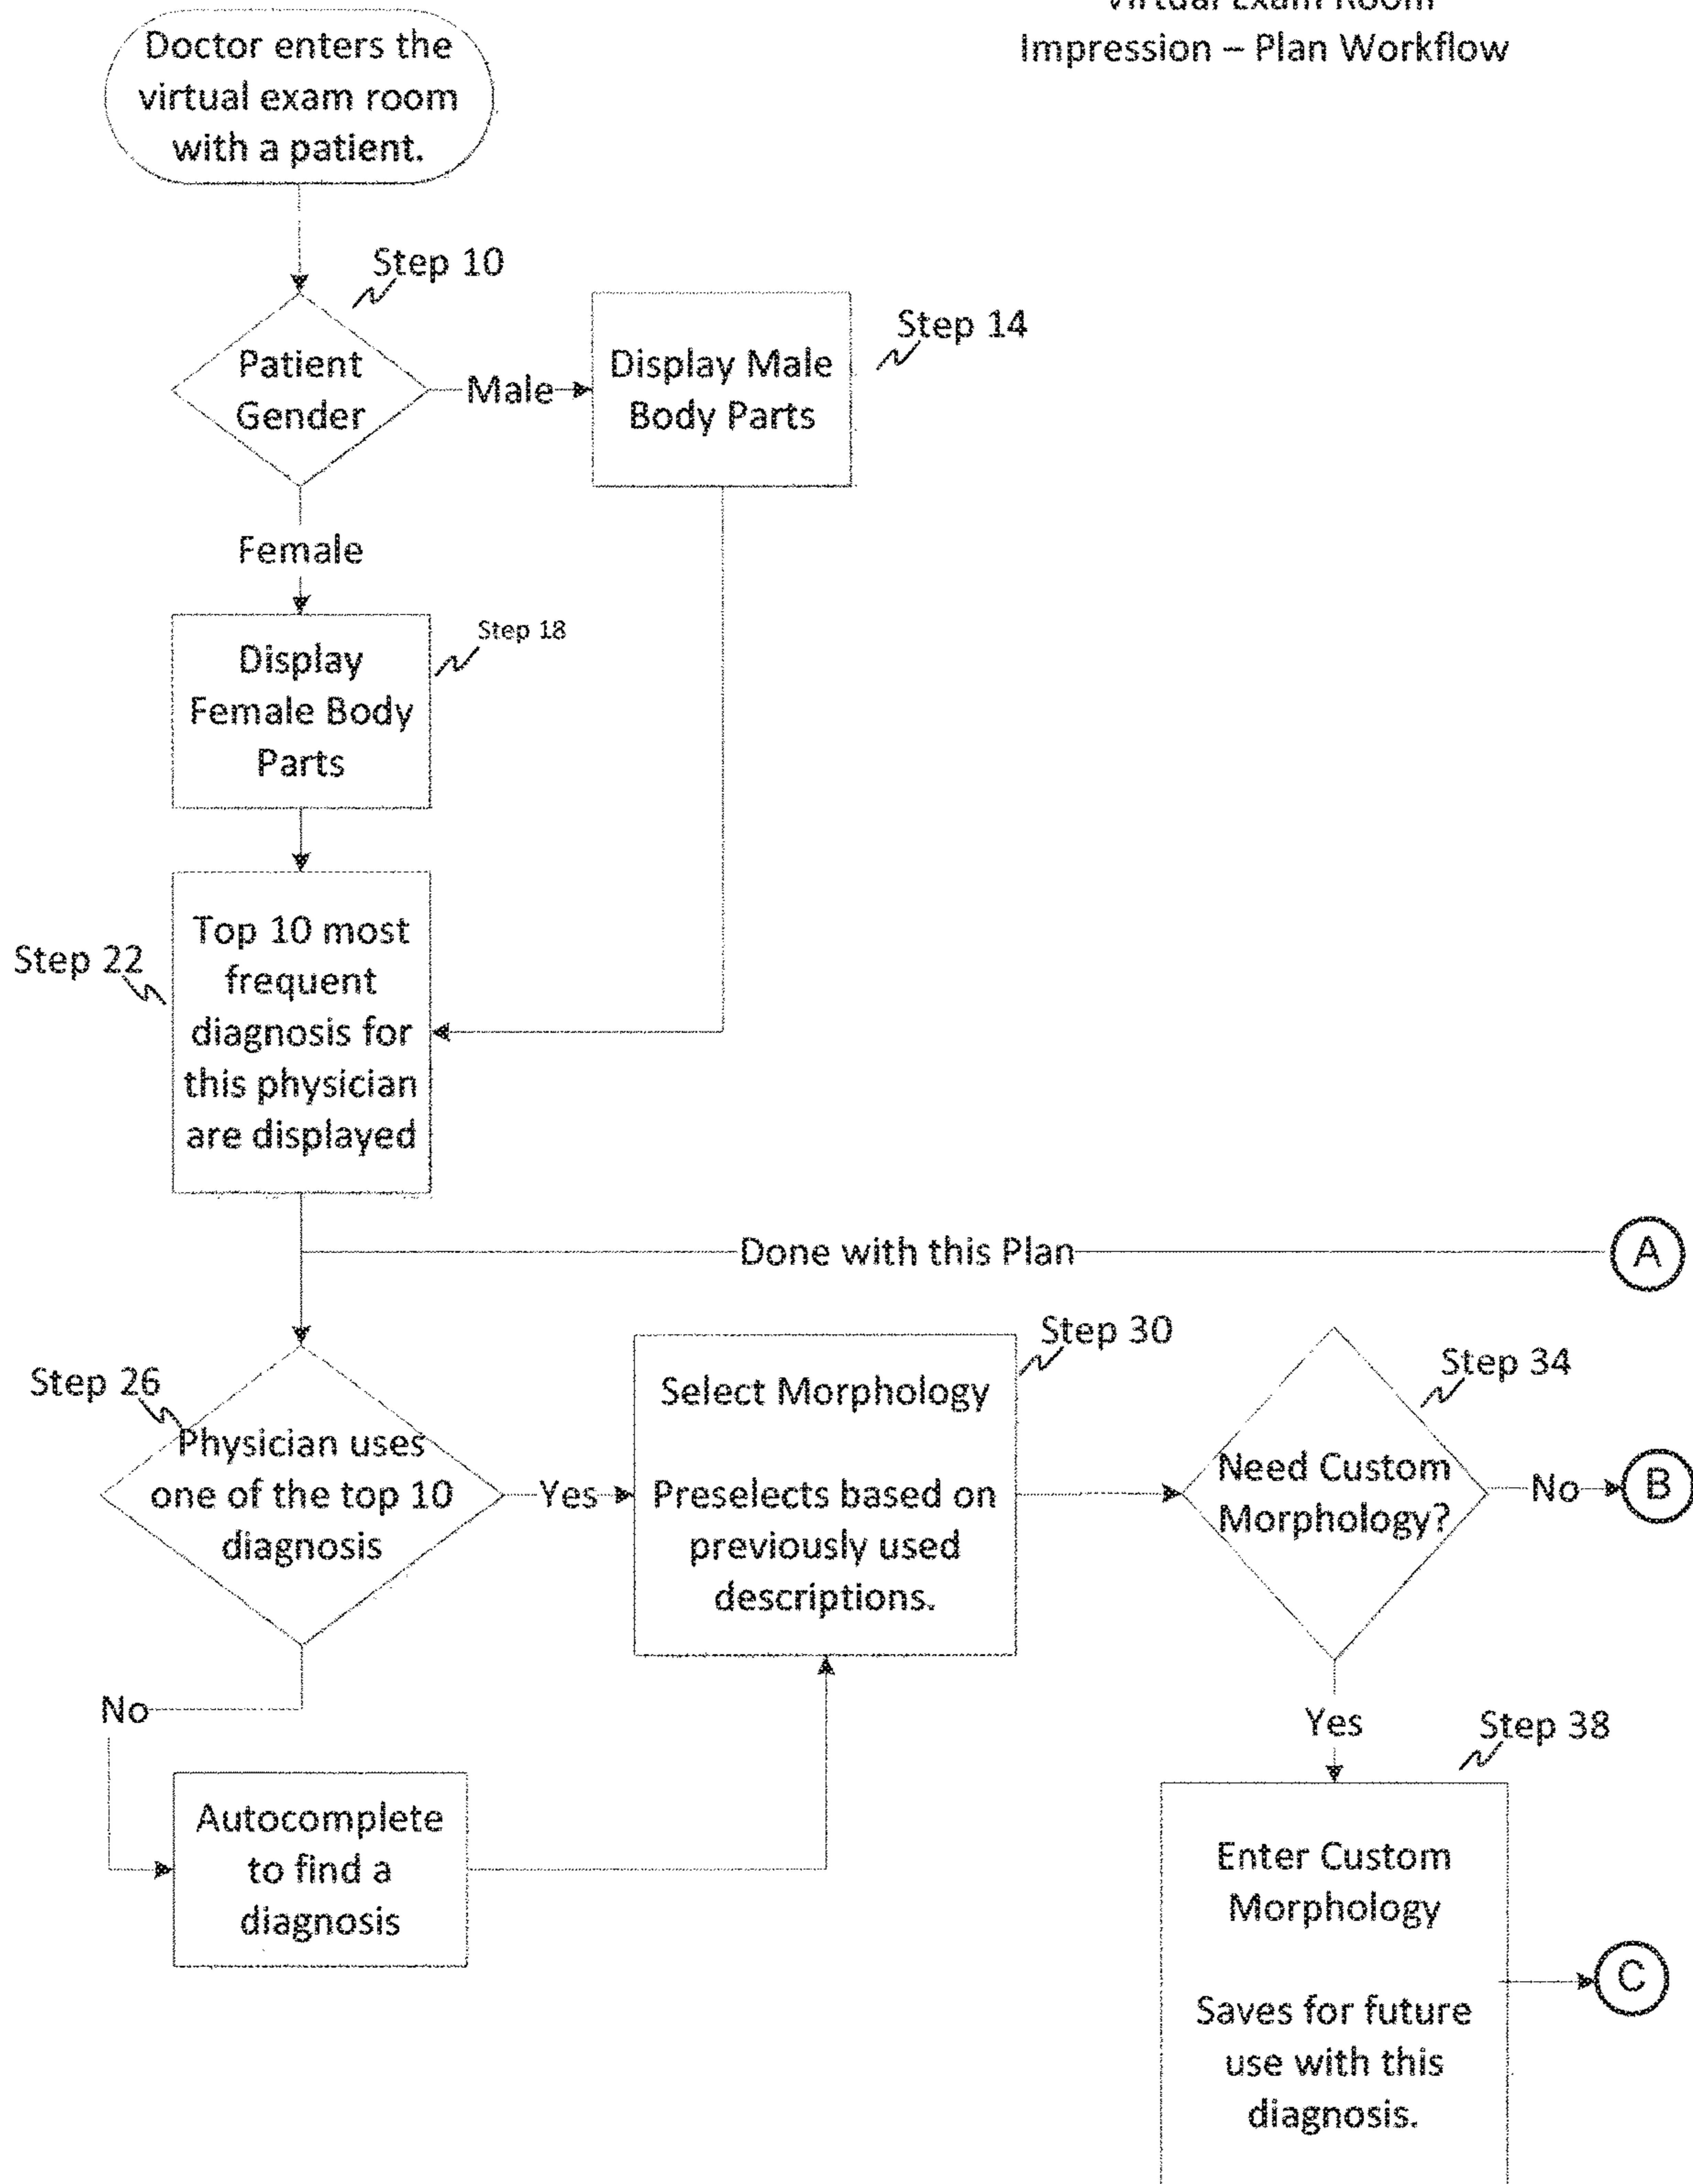 Virtual Exam Room
Impression – Plan Workflow
Doctor enters the
virtual exam room
with a patient.
Step 10
Patient
Gender
Male
Display Male
Body Parts
Step 14
Female
Step 18
Display
Female Body
Parts
Step 22
Top 10 most
frequent
diagnosis for
this physician
are displayed
Done with this Plan
A
Step 26
Physician uses
one of the top 10
diagnosis
Yes
Step 30
Select Morphology
Preselects based on
previously used
descriptions.
Step 34
Need Custom
Morphology?
No
B
No
Autocomplete
to find a
diagnosis
Yes
Step 38
Enter Custom
Morphology
Saves for future
use with this
diagnosis.
C